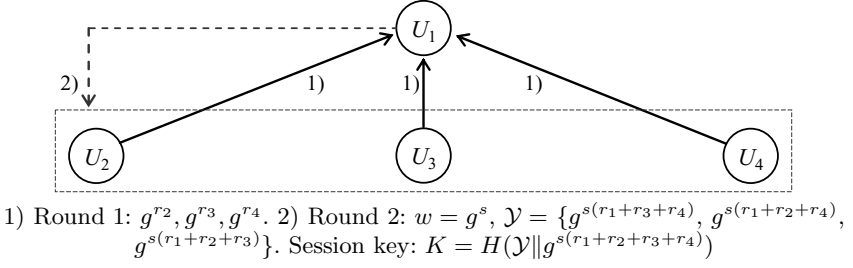 U₁
2)
1)
1)
1)
U₂
U₃
U₄
1) Round 1: g^{r₂}, g^{r₃}, g^{r₄}. 2) Round 2: w = g^s, 𝒴 = {g^{s(r₁+r₃+r₄)}, g^{s(r₁+r₂+r₄)},
g^{s(r₁+r₂+r₃)}}. Session key: K = H(𝒴‖g^{s(r₁+r₂+r₃+r₄)})